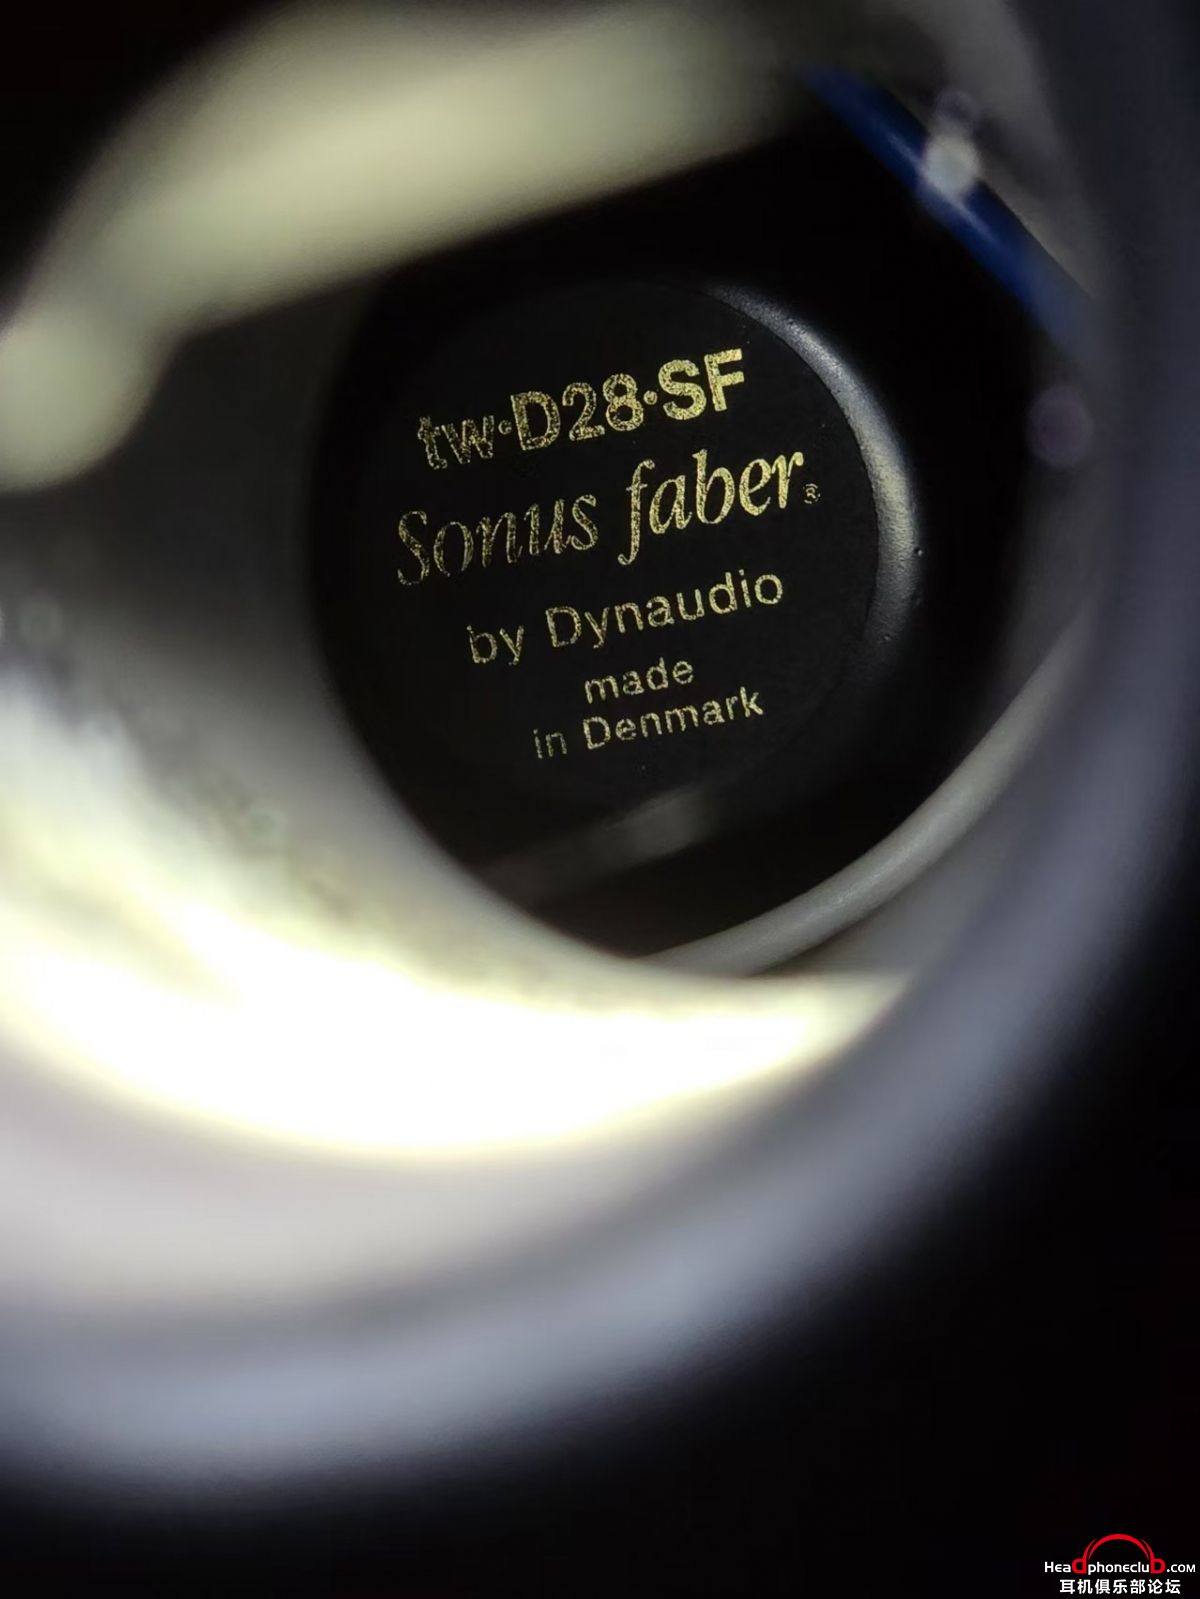 tw·D28·SF
Sonus faber®
by Dynaudio
made
in Denmark
Headphoneclub.com
耳机俱乐部论坛